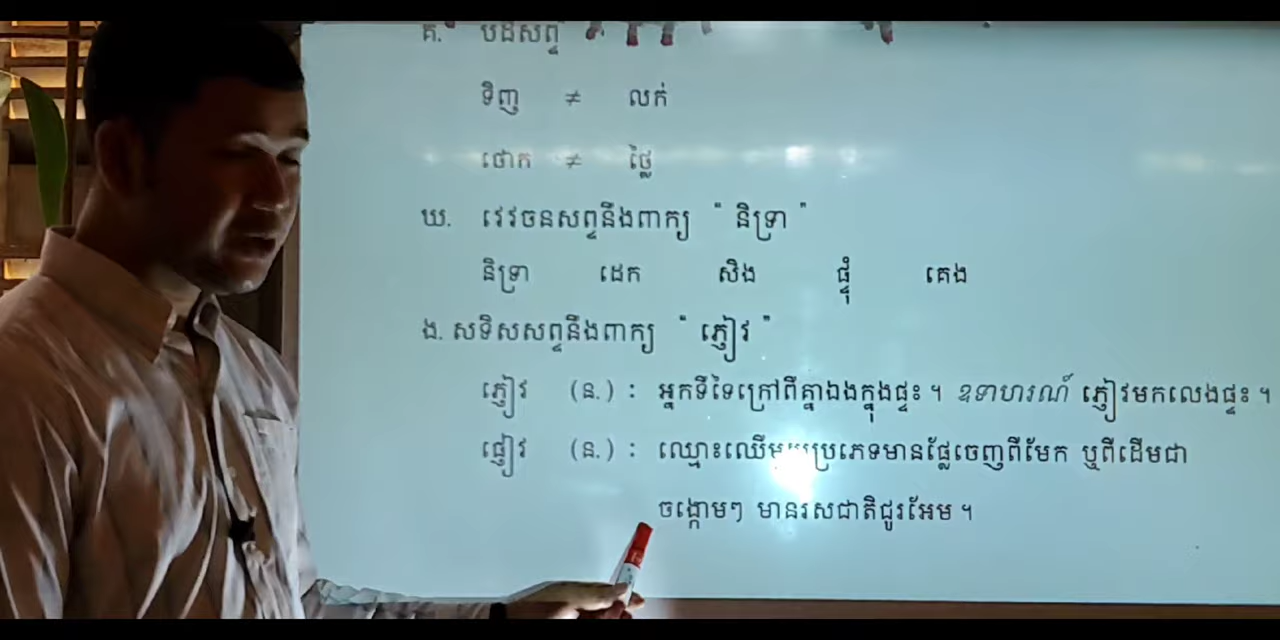 គ. បដិសព្ទ
ទិញ ≠ លក់
ថោក ≠ ថ្លៃ
ឃ. វេវចនសព្ទនឹងពាក្យ " និទ្រា "
និទ្រា ដេក សិង ផ្ទុំ គេង
ង. សទិសសព្ទនឹងពាក្យ " ភ្ញៀវ "
ភ្ញៀវ (ន.) : អ្នកទីទៃក្រៅពីគ្នាឯងក្នុងផ្ទះ ។ ឧទាហរណ៍ ភ្ញៀវមកលេងផ្ទះ ។
ផ្ញៀវ (ន.) : ឈ្មោះឈើមួយប្រភេទមានផ្លែចេញពីមែក ឬពីដើមជា
ចង្កោមៗ មានរសជាតិជូរអែម ។